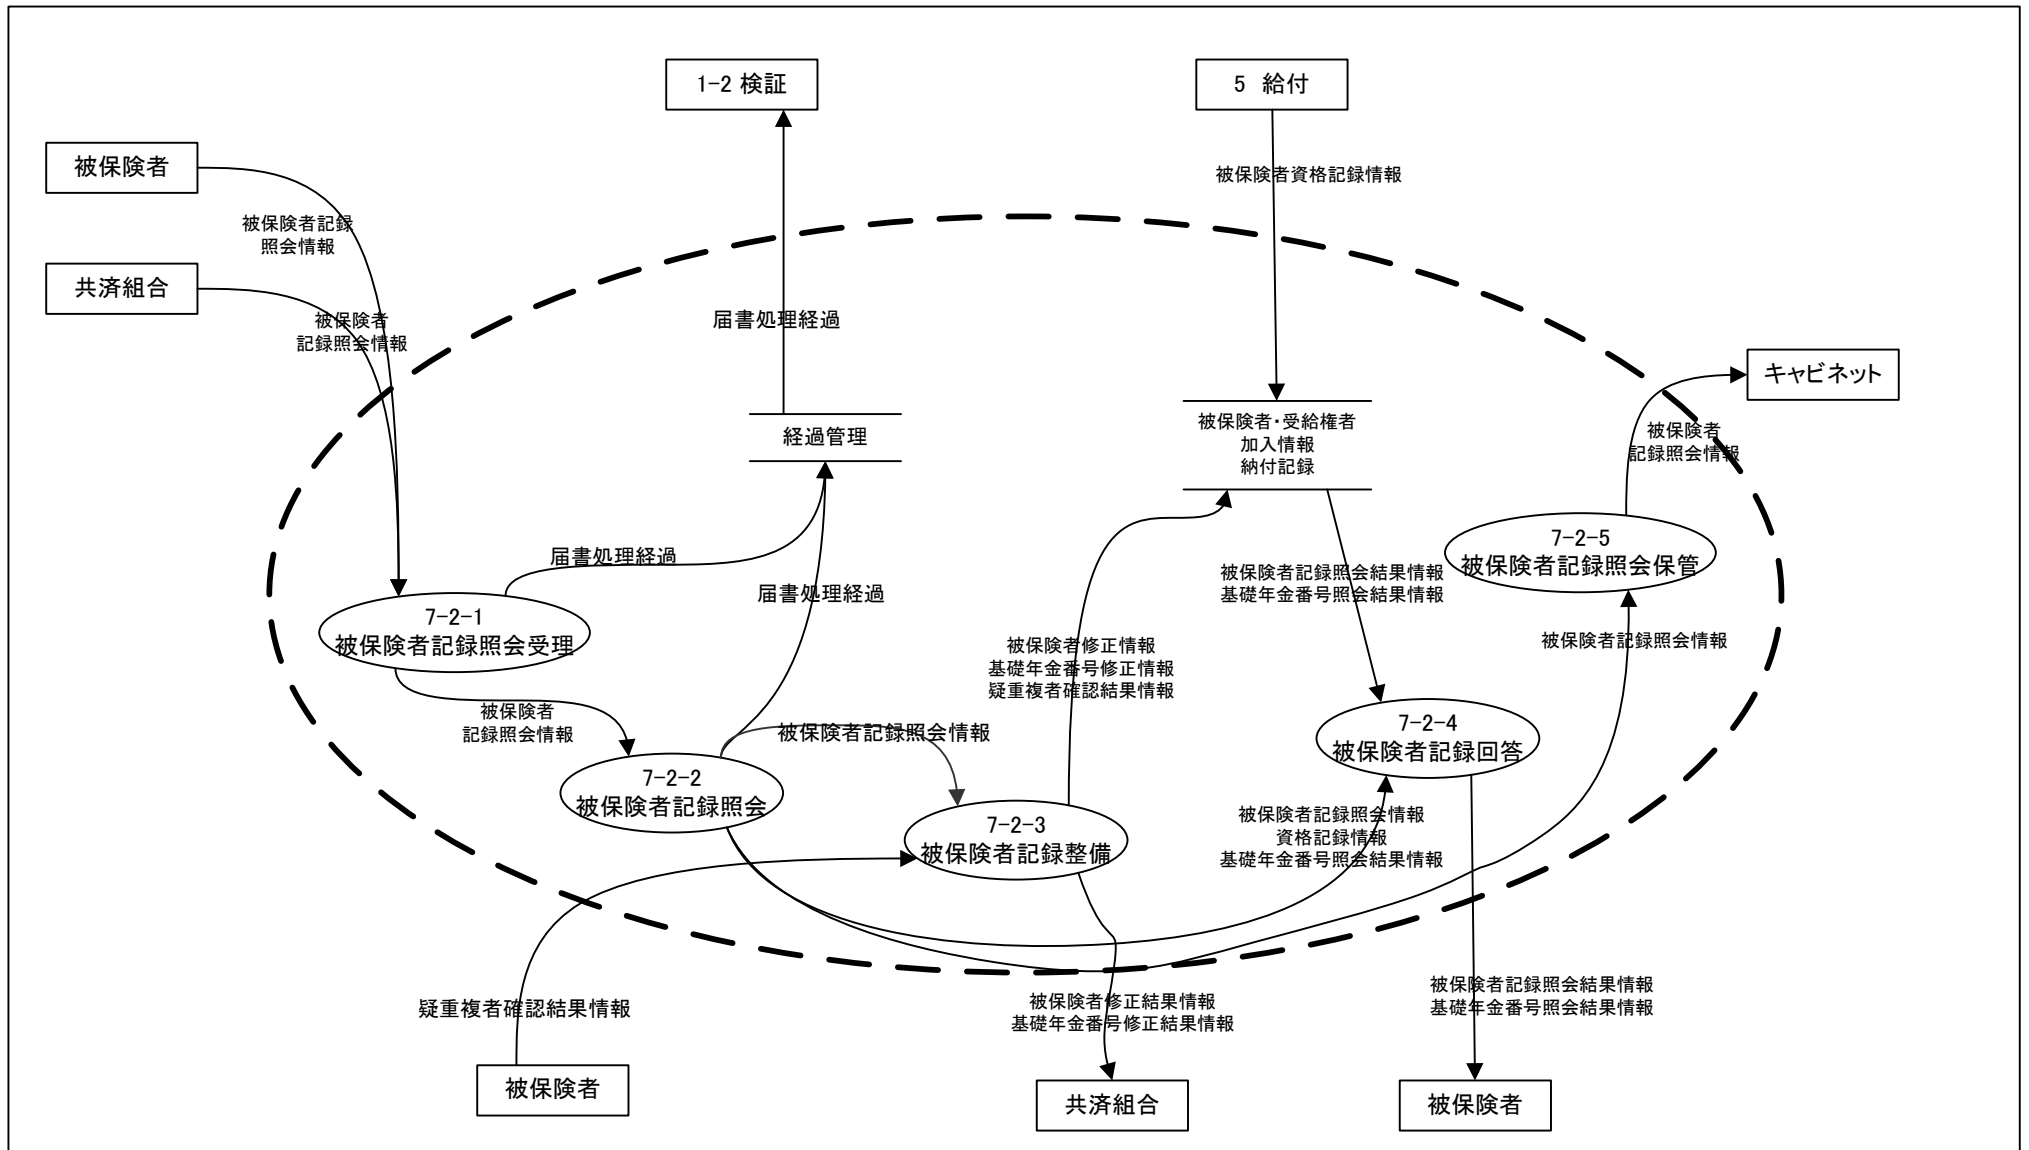 1-2 検証
5 給付
被保険者
被保険者資格記録情報
被保険者記録
照会情報
共済組合
被保険者
記録照会情報
届書処理経過
キャビネット
経過管理
被保険者・受給権者
加入情報
納付記録
被保険者
記録照会情報
7-2-5
被保険者記録照会保管
届書処理経過
届書処理経過
被保険者記録照会結果情報
基礎年金番号照会結果情報
7-2-1
被保険者記録照会受理
被保険者修正情報
基礎年金番号修正情報
疑重複者確認結果情報
被保険者記録照会情報
被保険者
記録照会情報
被保険者記録照会情報
7-2-4
被保険者記録回答
7-2-2
被保険者記録照会
7-2-3
被保険者記録整備
被保険者記録照会情報
資格記録情報
基礎年金番号照会結果情報
疑重複者確認結果情報
被保険者修正結果情報
基礎年金番号修正結果情報
被保険者記録照会結果情報
基礎年金番号照会結果情報
被保険者
共済組合
被保険者